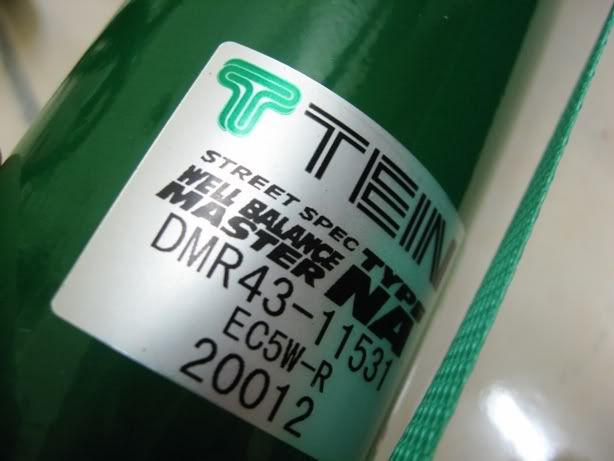 TEIN
STREET SPEC
WELL BALANCE
MASTER
TYPE
NA
DMR43-11531
EC5W-R
20012